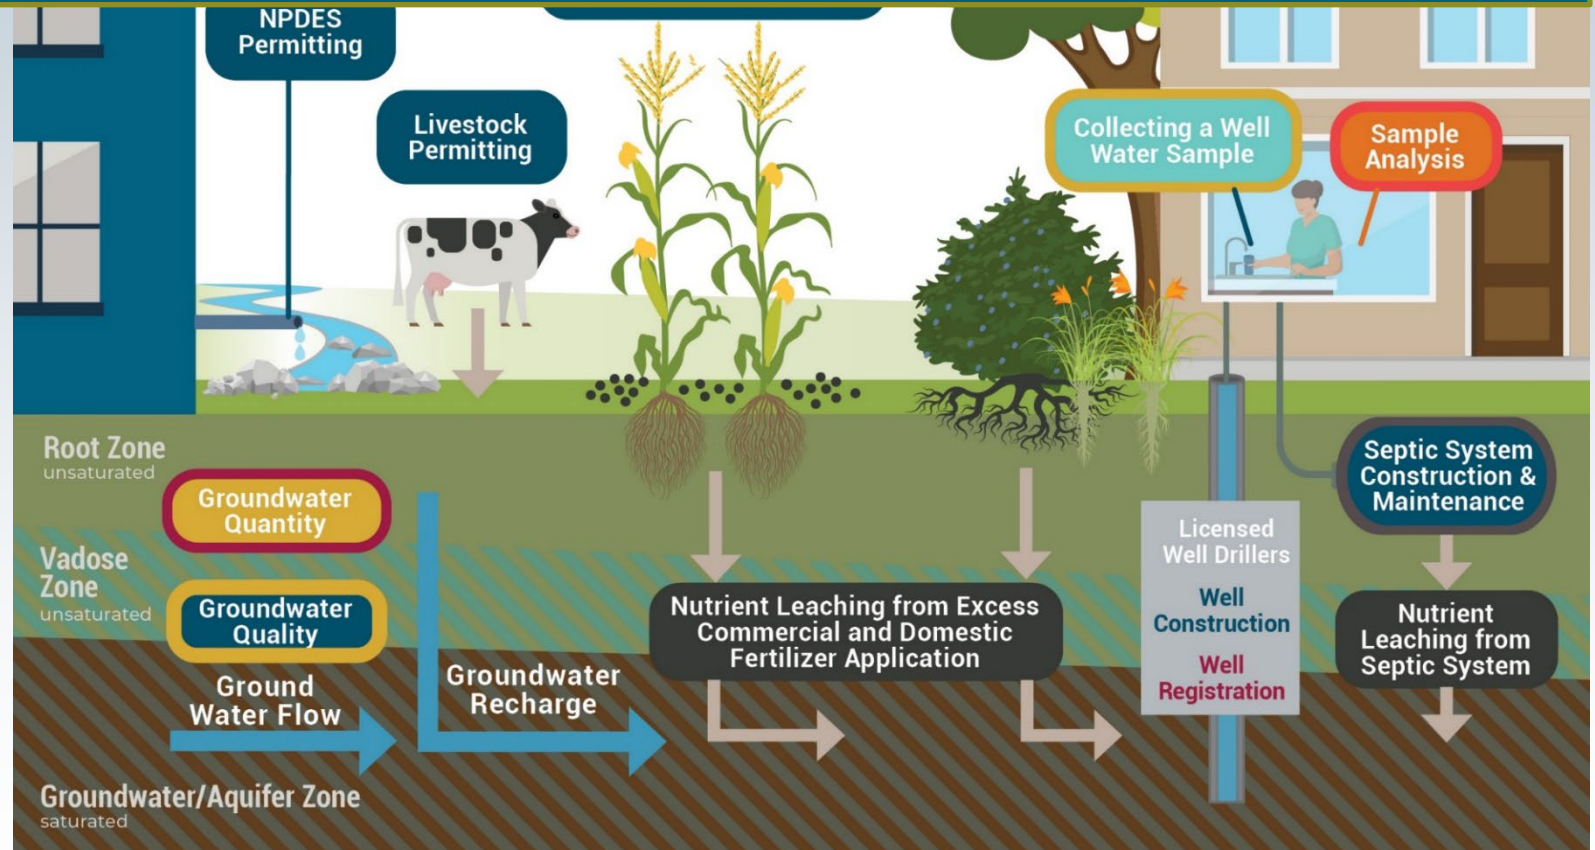 NPDES
Permitting
Livestock
Permitting
Collecting a Well
Water Sample
Sample
Analysis
Root Zone
unsaturated
Groundwater
Quantity
Septic System
Construction &
Maintenance
Licensed
Well Drillers
Vadose
Zone
unsaturated
Groundwater
Quality
Nutrient Leaching from Excess
Commercial and Domestic
Fertilizer Application
Well
Construction
Well
Registration
Nutrient
Leaching from
Septic System
Ground
Water Flow
Groundwater
Recharge
Groundwater/Aquifer Zone
saturated